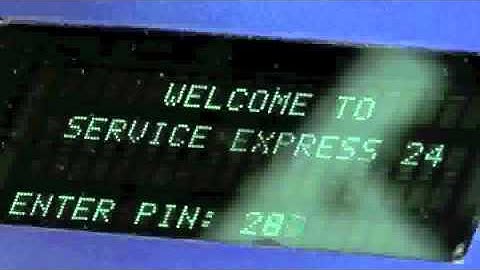 WELCOME TO
SERVICE EXPRESS 24
ENTER PIN: 28